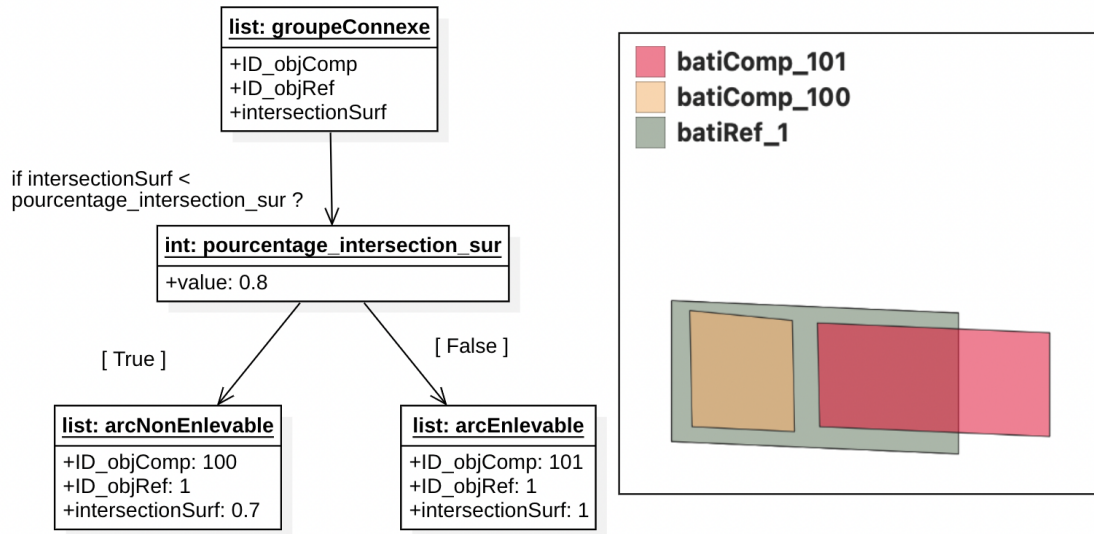 list: groupeConnexe
+ID_objComp
+ID_objRef
+intersectionSurf
if intersectionSurf <
pourcentage_intersection_sur ?
int: pourcentage_intersection_sur
+value: 0.8
[ True ]
[ False ]
list: arcNonEnlevable
+ID_objComp: 100
+ID_objRef: 1
+intersectionSurf: 0.7
list: arcEnlevable
+ID_objComp: 101
+ID_objRef: 1
+intersectionSurf: 1
batiComp_101
batiComp_100
batiRef_1